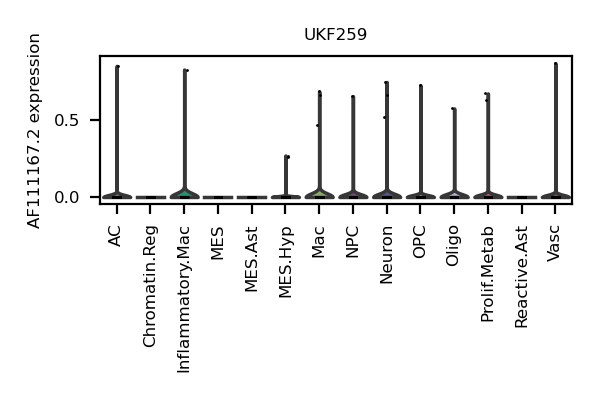 UKF259
AF111167.2 expression
0.5
0.0
AC
Chromatin.Reg
Inflammatory.Mac
MES
MES.Ast
MES.Hyp
Mac
NPC
Neuron
OPC
Oligo
Prolif.Metab
Reactive.Ast
Vasc